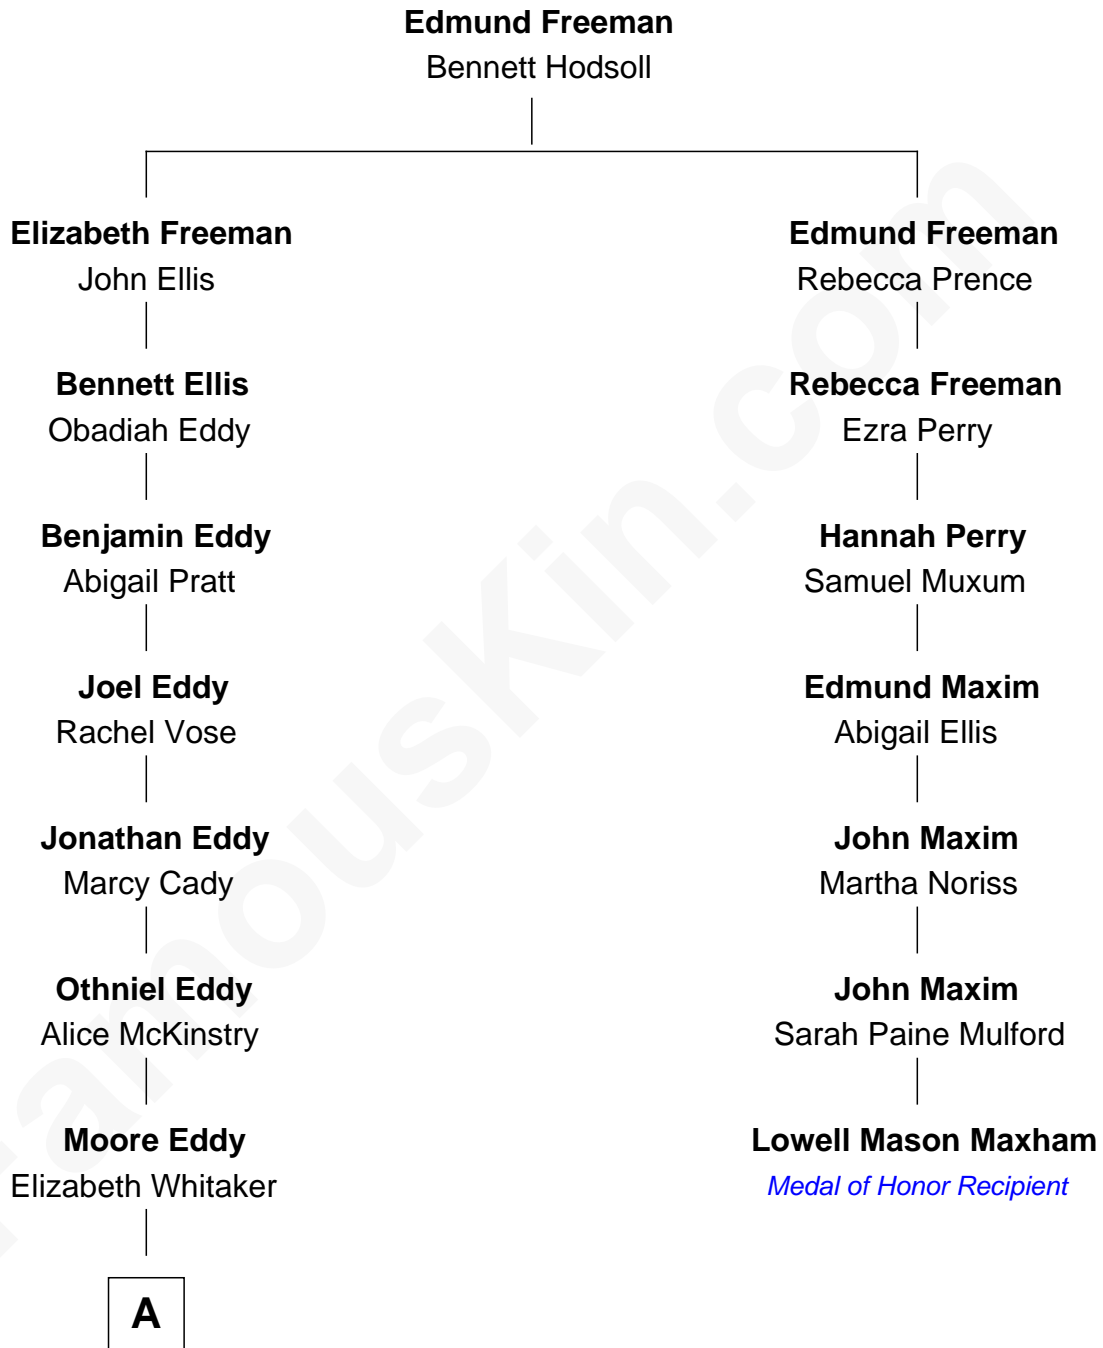 Edmund Freeman
Bennett Hodsoll
Elizabeth Freeman
John Ellis
Bennett Ellis
Obadiah Eddy
Benjamin Eddy
Abigail Pratt
Joel Eddy
Rachel Vose
Jonathan Eddy
Marcy Cady
Othniel Eddy
Alice McKinstry
Moore Eddy
Elizabeth Whitaker
A
Edmund Freeman
Rebecca Prence
Rebecca Freeman
Ezra Perry
Hannah Perry
Samuel Muxum
Edmund Maxim
Abigail Ellis
John Maxim
Martha Noriss
John Maxim
Sarah Paine Mulford
Lowell Mason Maxham
Medal of Honor Recipient
FamousKin.com